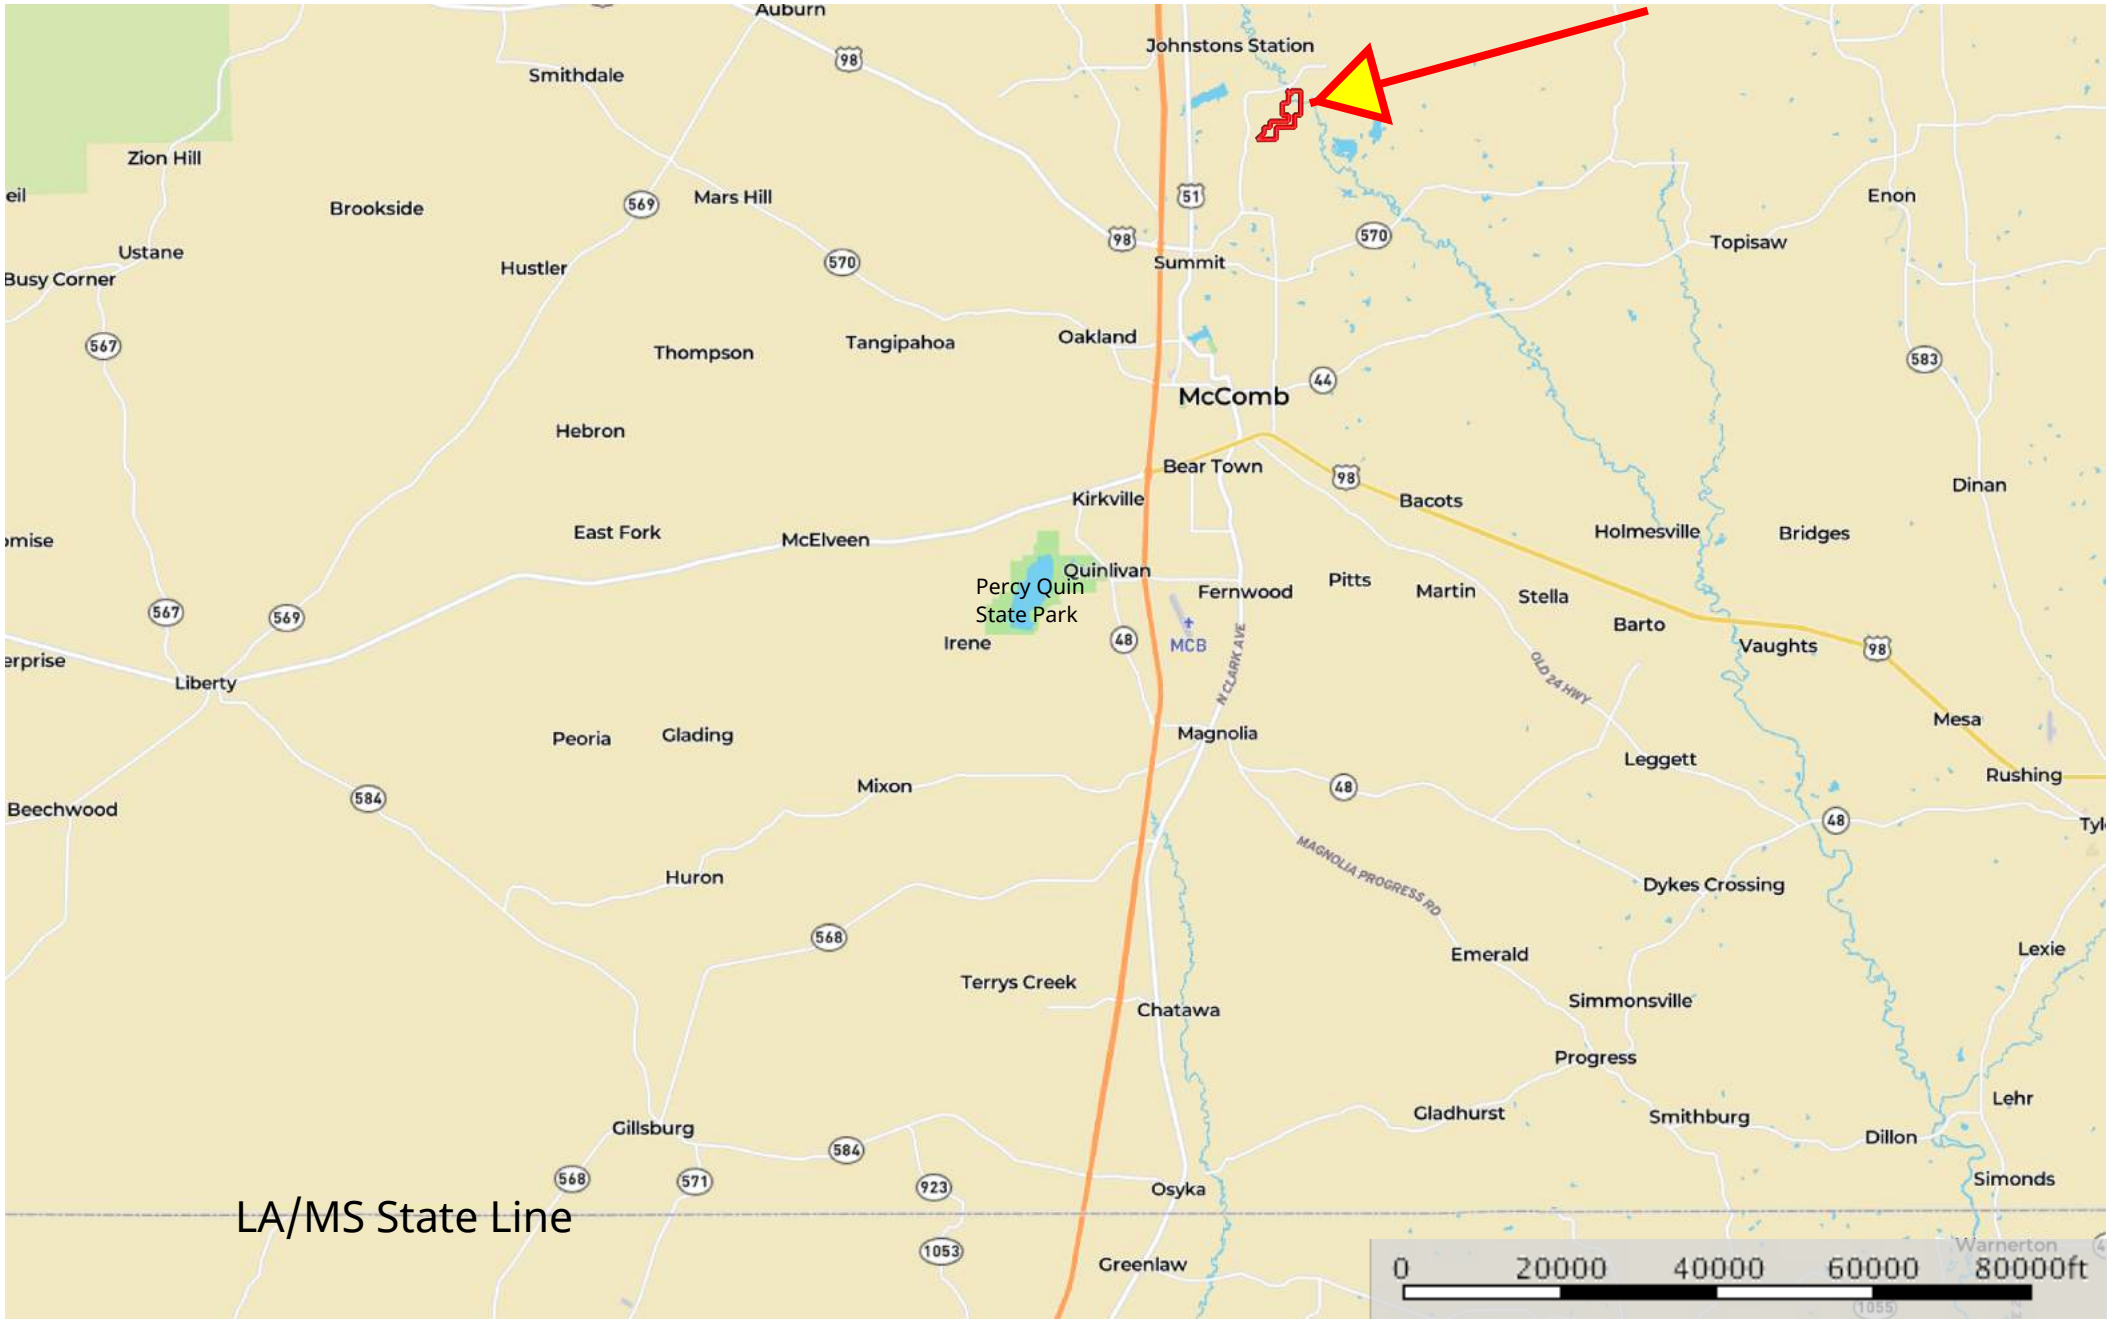 Auburn
98
Johnstons Station
Smithdale
Zion Hill
eil
Brookside
569
Mars Hill
51
Enon
Ustane
98
570
Topisaw
Busy Corner
Hustler
570
Summit
567
Thompson
Tangipahoa
Oakland
583
44
McComb
Hebron
Bear Town
98
Kirkville
Bacots
Dinan
omise
East Fork
McElveen
Holmesville
Bridges
Quinlivan
Percy Quin
State Park
Fernwood
Pitts
Martin
Stella
567
569
Barto
Irene
48
MCB
N CLARK AVE
Vaughts
98
erprise
Liberty
OLD 24 HWY
Peoria
Glading
Magnolia
Mesa
Leggett
Rushing
584
Mixon
48
Beechwood
48
Tyl
MAGNOLIA PROGRESS RD
Huron
Dykes Crossing
568
Emerald
Lexie
Terrys Creek
Chatawa
Simmonsville
Progress
Gillsburg
Gladhurst
Smithburg
Lehr
584
Dillon
568
571
923
Osyka
Simonds
LA/MS State Line
1053
Greenlaw
Warnerton
0 20000 40000 60000 80000ft
1055